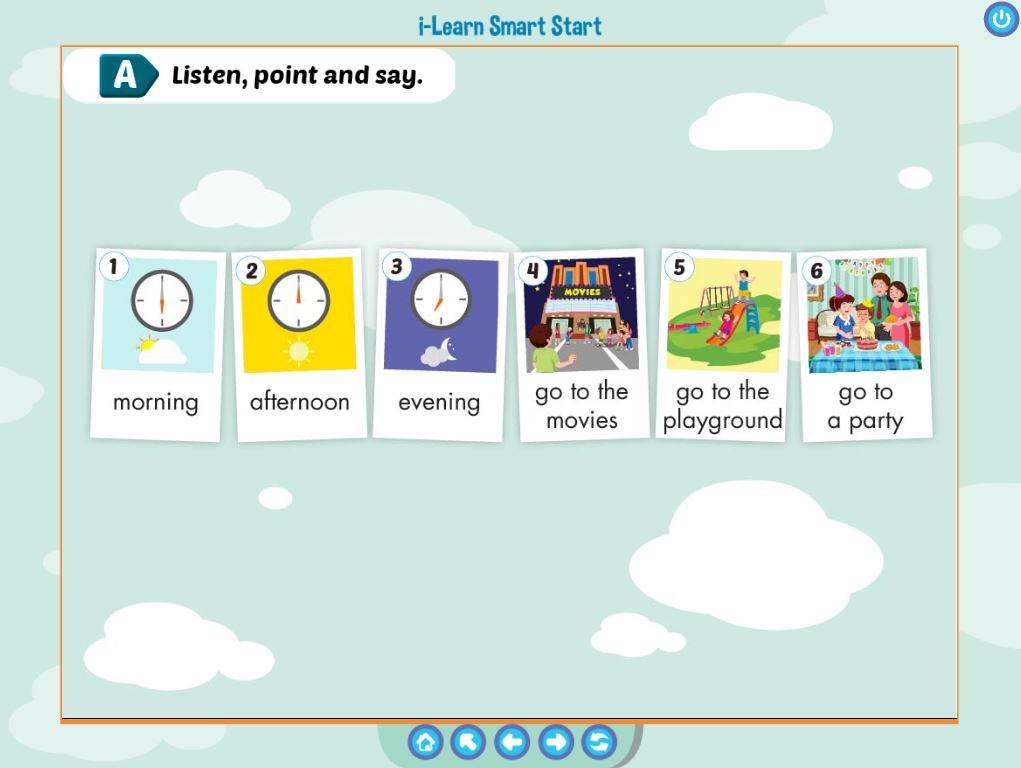 i-Learn Smart Start
A Listen, point and say.
1
morning
2
afternoon
3
evening
4
MOVIES
go to the
movies
5
go to the
playground
6
go to
a party